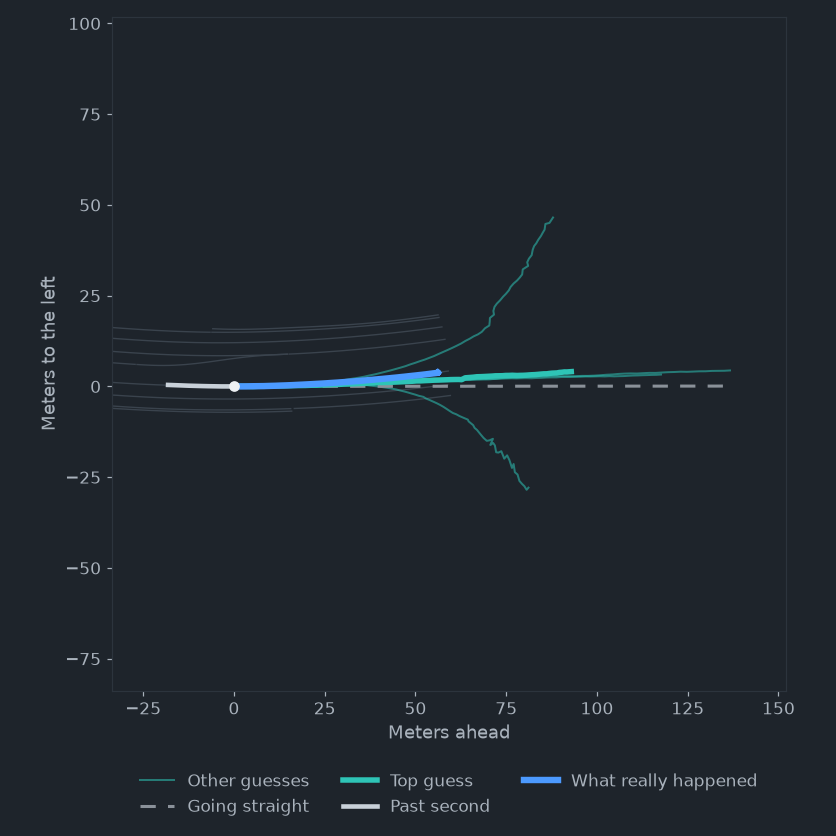 100
75
50
25
0
−25
−50
−75
Meters to the left
−25 0 25 50 75 100 125 150
Meters ahead
Other guesses Top guess What really happened
Going straight Past second